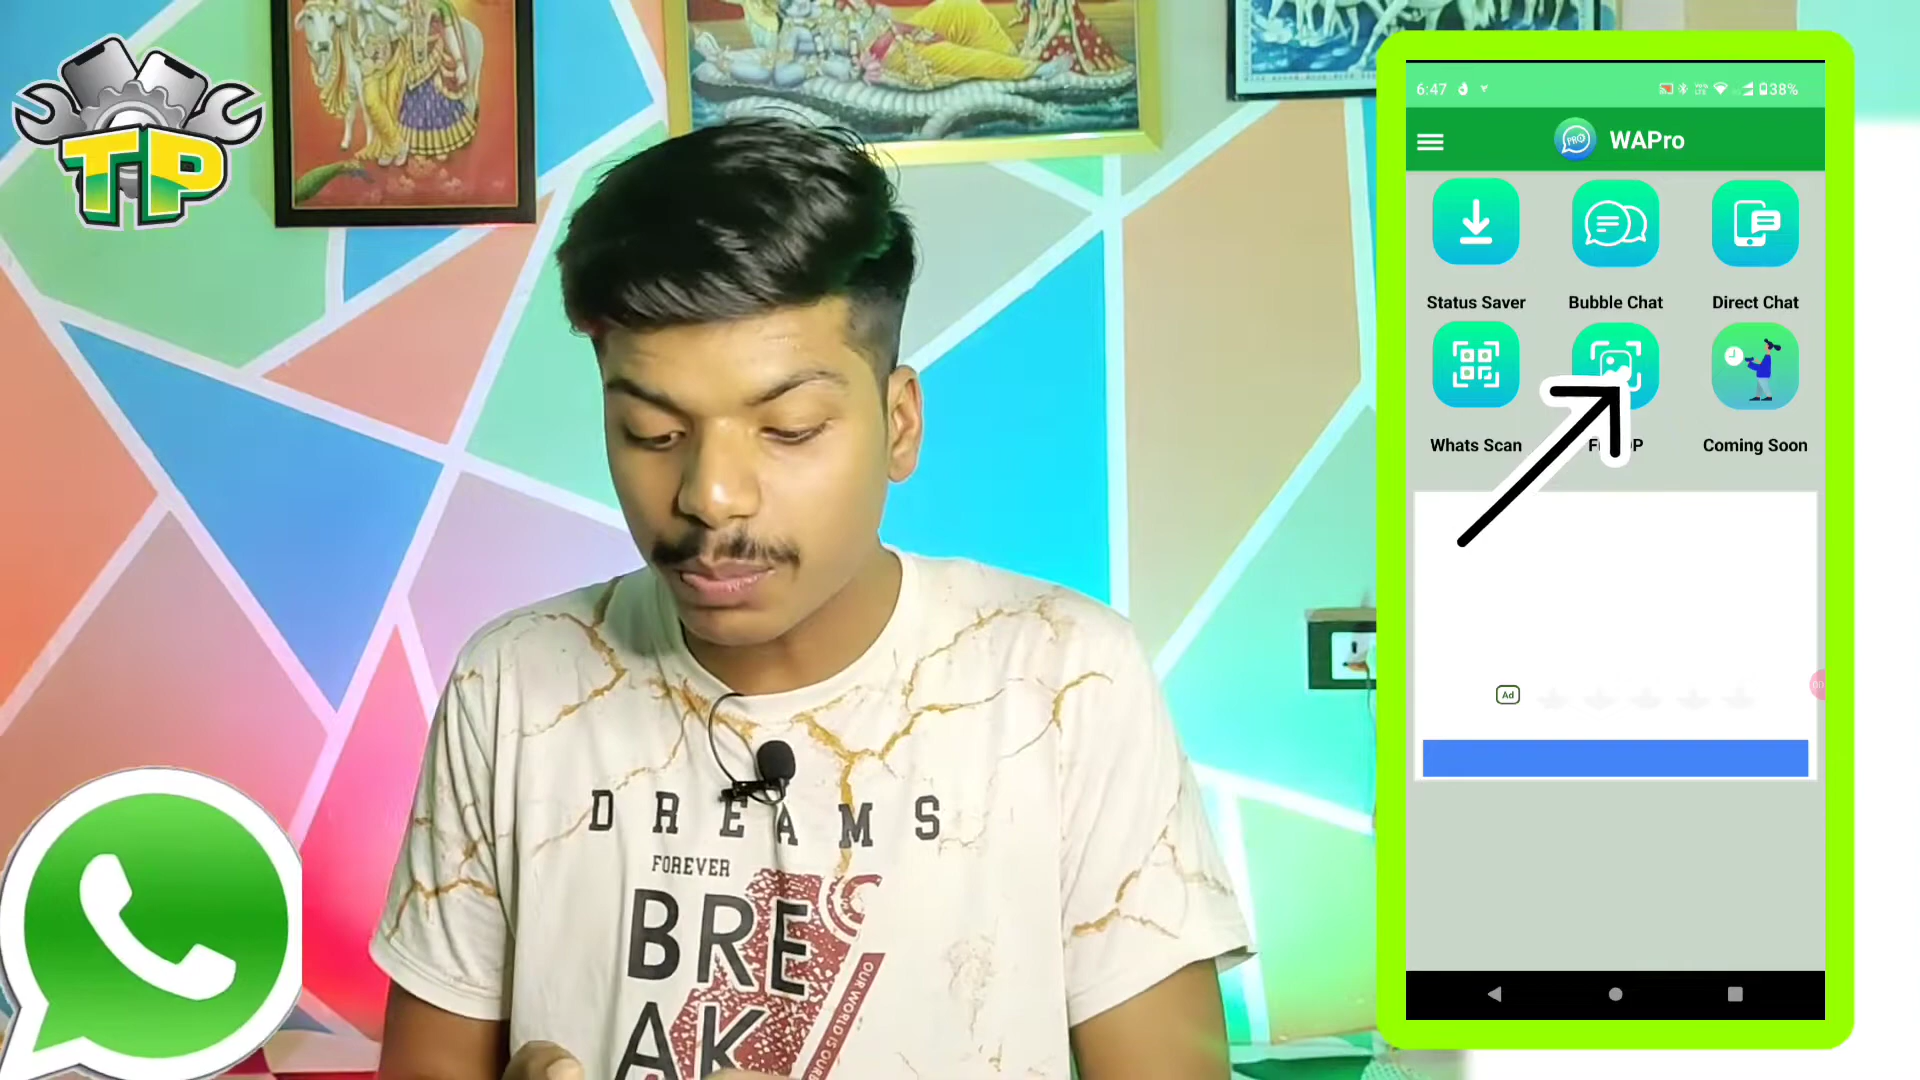 TP
6:47
38%
WAPro
PRO
Status Saver
Bubble Chat
Direct Chat
Whats Scan
Coming Soon
Ad
DREAMS
FOREVER
BRE
AK